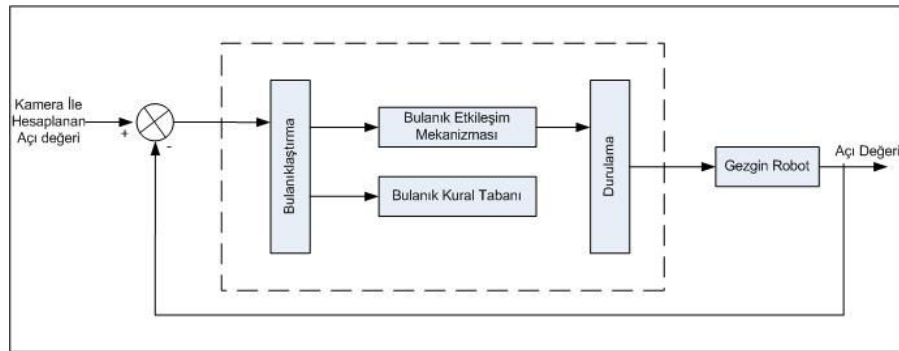 Kamera İle
Hesaplanan
Açı değeri
+
-
Bulanıklaştırma
Bulanık Etkileşim
Mekanizması
Bulanık Kural Tabanı
Durulama
Gezgin Robot
Açı Değeri